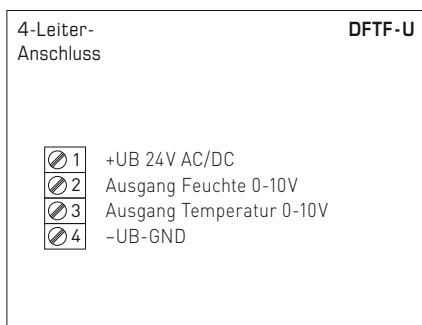 4-Leiter-
Anschluss
DFTF-U
1 +UB 24V AC/DC
2 Ausgang Feuchte 0-10V
3 Ausgang Temperatur 0-10V
4 –UB-GND